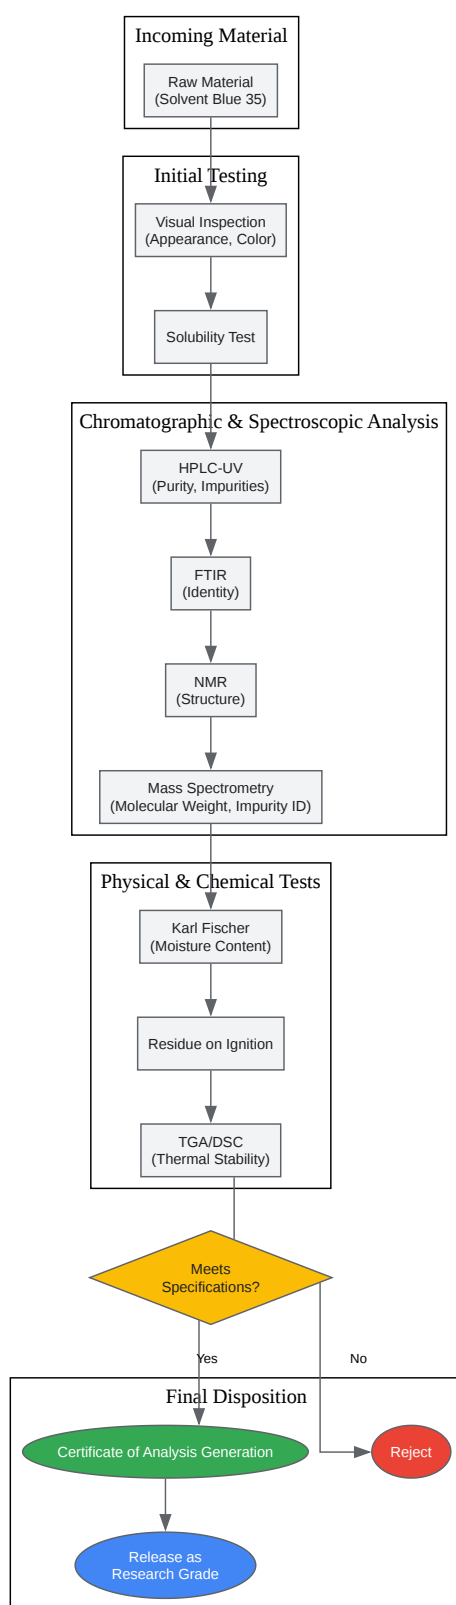 Incoming Material
Raw Material
(Solvent Blue 35)
Initial Testing
Visual Inspection
(Appearance, Color)
Solubility Test
Chromatographic & Spectroscopic Analysis
HPLC-UV
(Purity, Impurities)
FTIR
(Identity)
NMR
(Structure)
Mass Spectrometry
(Molecular Weight, Impurity ID)
Physical & Chemical Tests
Karl Fischer
(Moisture Content)
Residue on Ignition
TGA/DSC
(Thermal Stability)
Meets
Specifications?
Yes
No
Final Disposition
Certificate of Analysis Generation
Reject
Release as
Research Grade